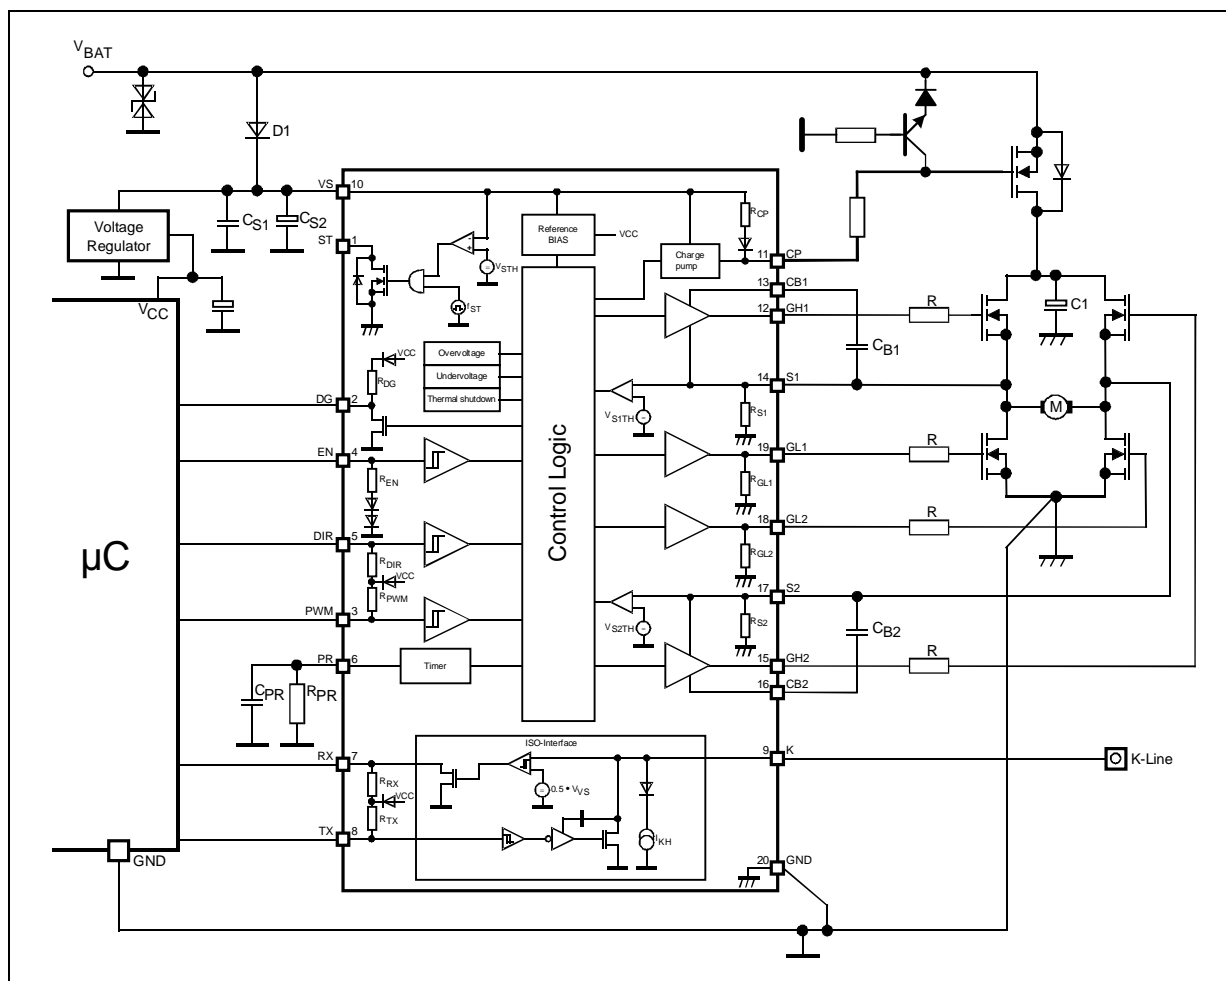 VBAT
D1
VS
10
CS1
CS2
Voltage
Regulator
ST
1
VCC
RCP
Reference
BIAS
VCC
Charge
pump
11
CP
VSTH
fST
13
CB1
12
GH1
R
C1
CB1
Overvoltage
Undervoltage
Thermal shutdown
VCC
RDG
DG
2
14
S1
VS1TH
RS1
M
EN
4
REN
19
GL1
R
RGL1
Control Logic
µC
DIR
5
RDIR
VCC
RPWM
PWM
3
18
GL2
R
RGL2
17
S2
VS2TH
RS2
CB2
PR
6
Timer
15
GH2
R
16
CB2
CPR
RPR
ISO-Interface
RX
7
RRX
VCC
RTX
TX
8
0.5 • VVS
IKH
9
K
K-Line
GND
20
GND